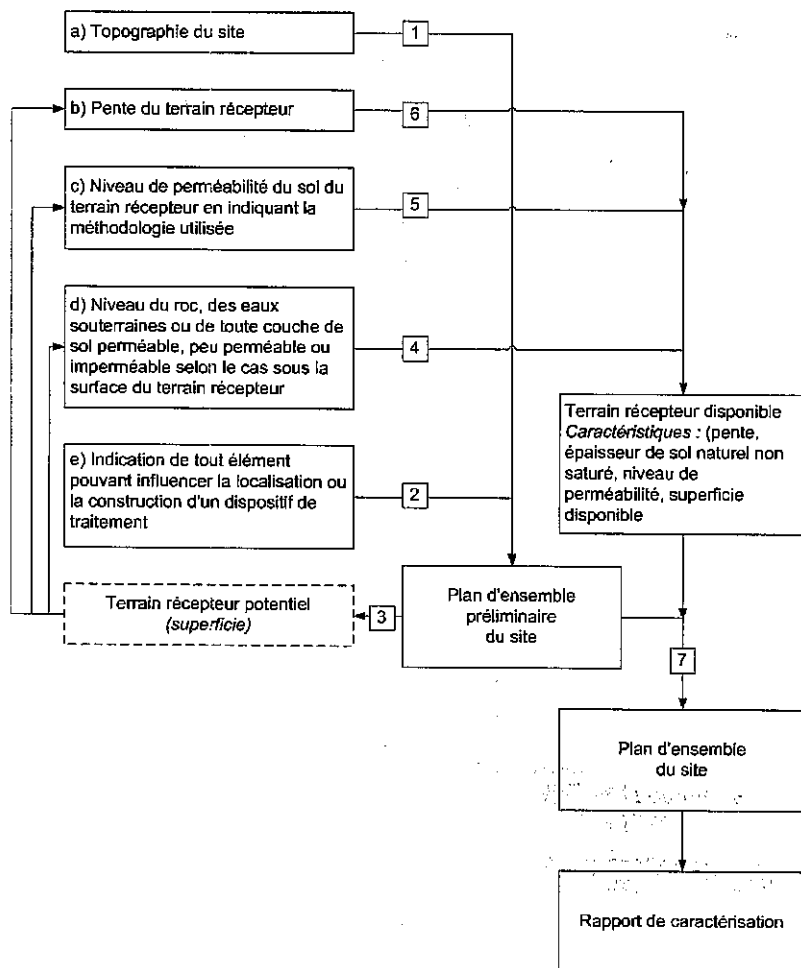 a) Topographie du site
1
b) Pente du terrain récepteur
6
c) Niveau de perméabilité du sol du
terrain récepteur en indiquant la
méthodologie utilisée
5
d) Niveau du roc, des eaux
souterraines ou de toute couche de
sol perméable, peu perméable ou
imperméable selon le cas sous la
surface du terrain récepteur
4
Terrain récepteur disponible
Caractéristiques : (pente,
épaisseur de sol naturel non
saturé, niveau de
perméabilité, superficie
disponible
e) Indication de tout élément
pouvant influencer la localisation ou
la construction d'un dispositif de
traitement
2
Terrain récepteur potentiel
(superficie)
3
Plan d'ensemble
préliminaire
du site
7
Plan d'ensemble
du site
Rapport de caractérisation